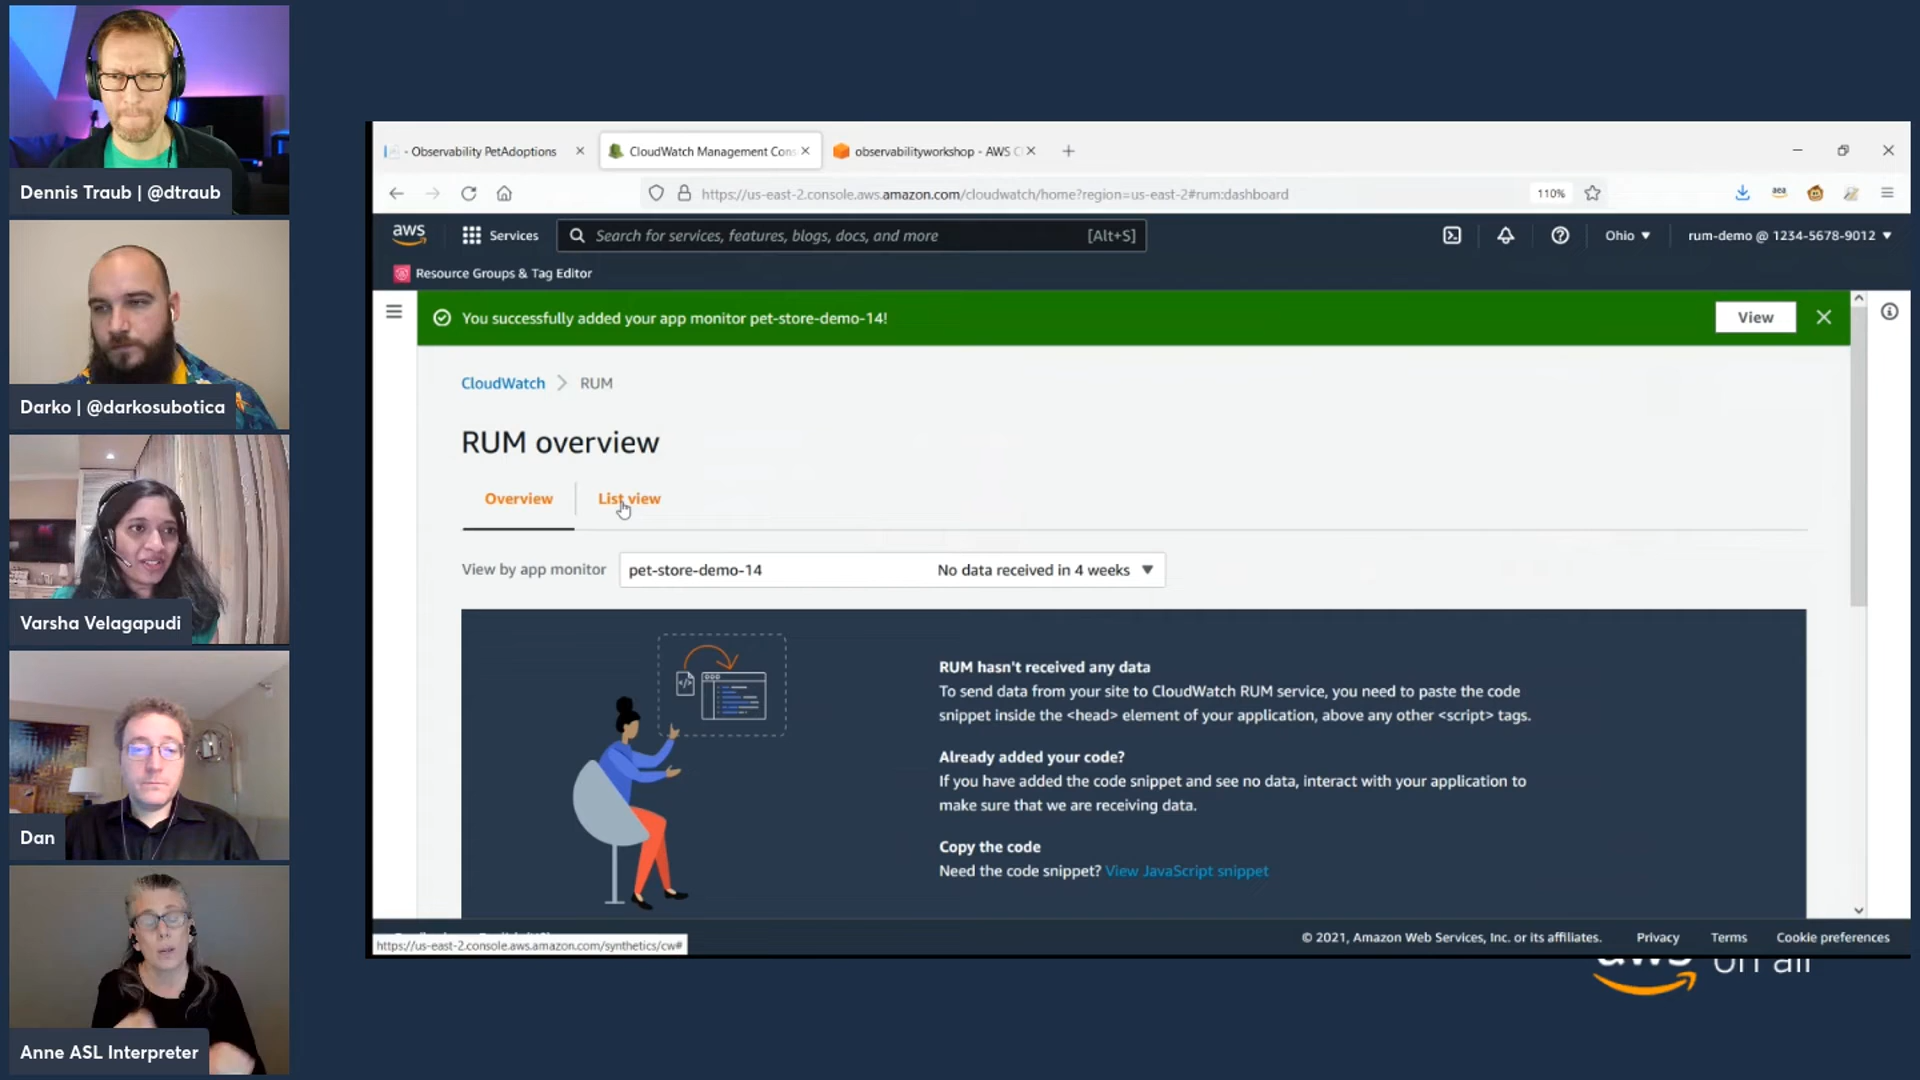 Dennis Traub | @dtraub
Darko | @darkosubotica
Varsha Velagapudi
Dan
Anne ASL Interpreter
- Observability PetAdoptions
CloudWatch Management Cons
observabilityworkshop - AWS C
https://us-east-2.console.aws.amazon.com/cloudwatch/home?region=us-east-2#rum:dashboard
110%
aws
Services
Search for services, features, blogs, docs, and more
[Alt+S]
Ohio
rum-demo @ 1234-5678-9012
Resource Groups & Tag Editor
You successfully added your app monitor pet-store-demo-14!
View
CloudWatch > RUM
RUM overview
Overview
List view
View by app monitor
pet-store-demo-14
No data received in 4 weeks
RUM hasn't received any data
To send data from your site to CloudWatch RUM service, you need to paste the code
snippet inside the <head> element of your application, above any other <script> tags.
Already added your code?
If you have added the code snippet and see no data, interact with your application to
make sure that we are receiving data.
Copy the code
Need the code snippet? View JavaScript snippet
https://us-east-2.console.aws.amazon.com/synthetics/cw#
© 2021, Amazon Web Services, Inc. or its affiliates.
Privacy
Terms
Cookie preferences
aws on air